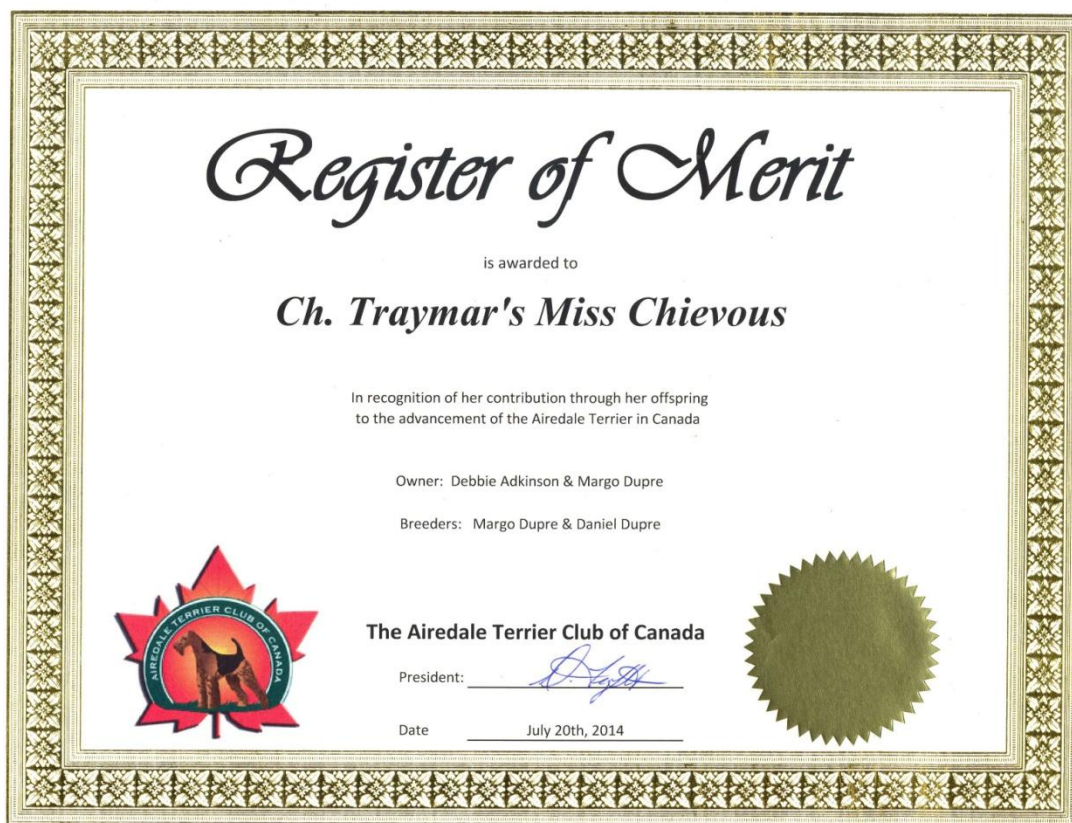 Register of Merit
is awarded to
Ch. Traymar's Miss Chievous
In recognition of her contribution through her offspring
to the advancement of the Airedale Terrier in Canada
Owner: Debbie Adkinson & Margo Dupre
Breeders: Margo Dupre & Daniel Dupre
AIREDALE TERRIER CLUB OF CANADA
The Airedale Terrier Club of Canada
President:
Date July 20th, 2014